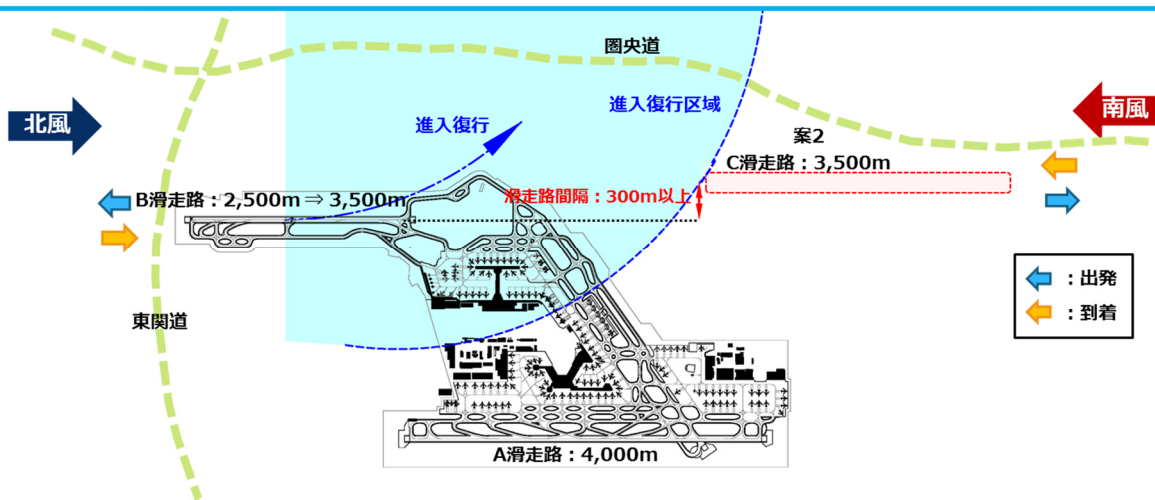 圏央道
進入復行区域
北風
南風
進入復行
案2
C滑走路：3,500m
滑走路間隔：300m以上
B滑走路：2,500m ⇒ 3,500m
東関道
：出発
：到着
A滑走路：4,000m